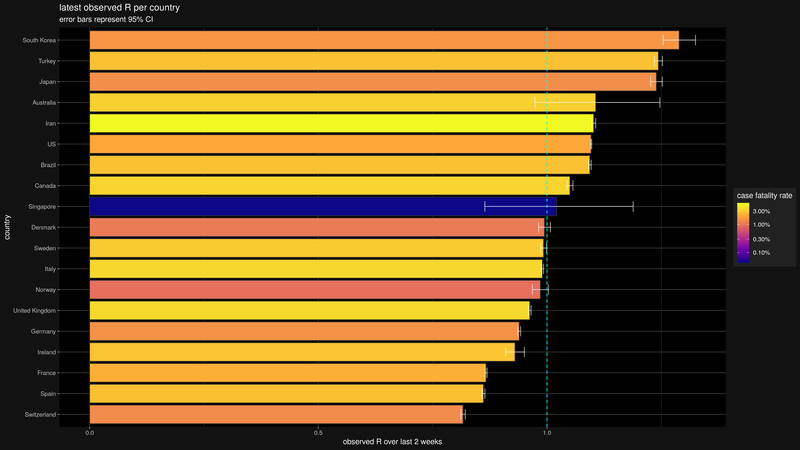 latest observed R per country
error bars represent 95% CI
country
South Korea
Turkey
Japan
Australia
Iran
US
Brazil
Canada
Singapore
Denmark
Sweden
Italy
Norway
United Kingdom
Germany
Ireland
France
Spain
Switzerland
0.0
0.5
1.0
observed R over last 2 weeks
case fatality rate
3.00%
1.00%
0.30%
0.10%